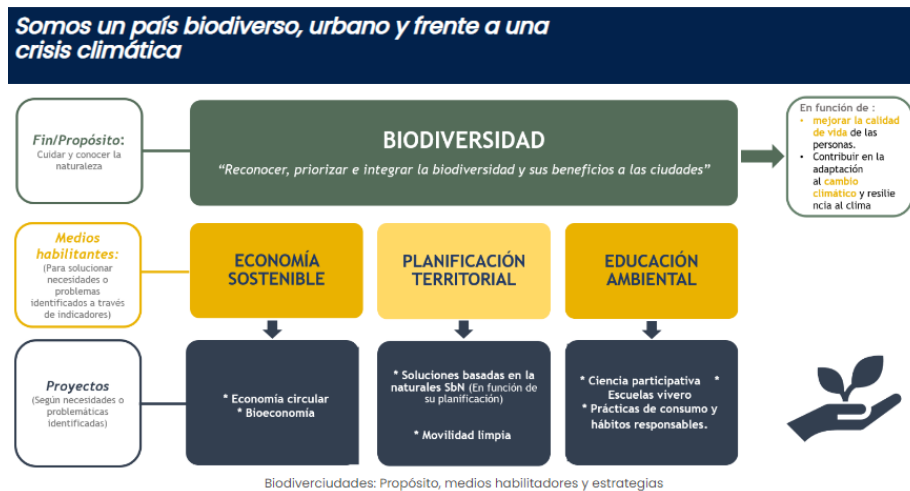 Somos un país biodiverso, urbano y frente a una
crisis climática
Fin/Propósito:
Cuidar y conocer la
naturaleza
BIODIVERSIDAD
“Reconocer, priorizar e integrar la biodiversidad y sus beneficios a las ciudades”
En función de :
• mejorar la calidad
de vida de las
personas.
• Contribuir en la
adaptación
al cambio
climático y resilie
ncia al clima
Medios
habilitantes:
(Para solucionar
necesidades o
problemas
identificados a través
de indicadores)
ECONOMÍA
SOSTENIBLE
PLANIFICACIÓN
TERRITORIAL
EDUCACIÓN
AMBIENTAL
Proyectos
(Según necesidades o
problemáticas
identificadas)
* Economía circular
* Bioeconomía
* Soluciones basadas en la
naturales SbN (En función de
su planificación)
* Movilidad limpia
* Ciencia participativa *
Escuelas vivero
* Prácticas de consumo y
hábitos responsables.
Biodiverciudades: Propósito, medios habilitadores y estrategias